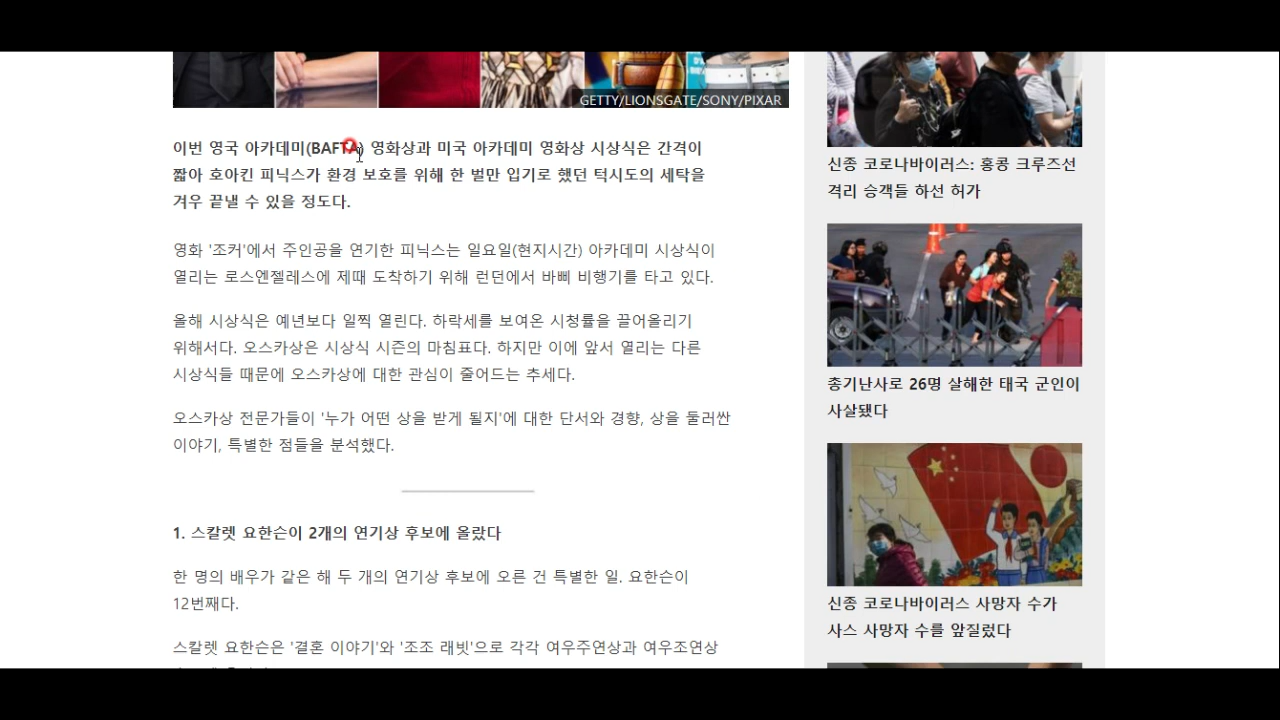 GETTY/LIONSGATE/SONY/PIXAR
이번 영국 아카데미(BAFTA) 영화상과 미국 아카데미 영화상 시상식은 간격이
짧아 호아킨 피닉스가 환경 보호를 위해 한 벌만 입기로 했던 턱시도의 세탁을
겨우 끝낼 수 있을 정도다.
영화 '조커'에서 주인공을 연기한 피닉스는 일요일(현지시간) 아카데미 시상식이
열리는 로스앤젤레스에 제때 도착하기 위해 런던에서 바삐 비행기를 타고 있다.
올해 시상식은 예년보다 일찍 열린다. 하락세를 보여온 시청률을 끌어올리기
위해서다. 오스카상은 시상식 시즌의 마침표다. 하지만 이에 앞서 열리는 다른
시상식들 때문에 오스카상에 대한 관심이 줄어드는 추세다.
오스카상 전문가들이 '누가 어떤 상을 받게 될지'에 대한 단서와 경향, 상을 둘러싼
이야기, 특별한 점들을 분석했다.
1. 스칼렛 요한슨이 2개의 연기상 후보에 올랐다
한 명의 배우가 같은 해 두 개의 연기상 후보에 오른 건 특별한 일. 요한슨이
12번째다.
스칼렛 요한슨은 '결혼 이야기'와 '조조 래빗'으로 각각 여우주연상과 여우조연상
신종 코로나바이러스: 홍콩 크루즈선
격리 승객들 하선 허가
총기난사로 26명 살해한 태국 군인이
사살됐다
신종 코로나바이러스 사망자 수가
사스 사망자 수를 앞질렀다